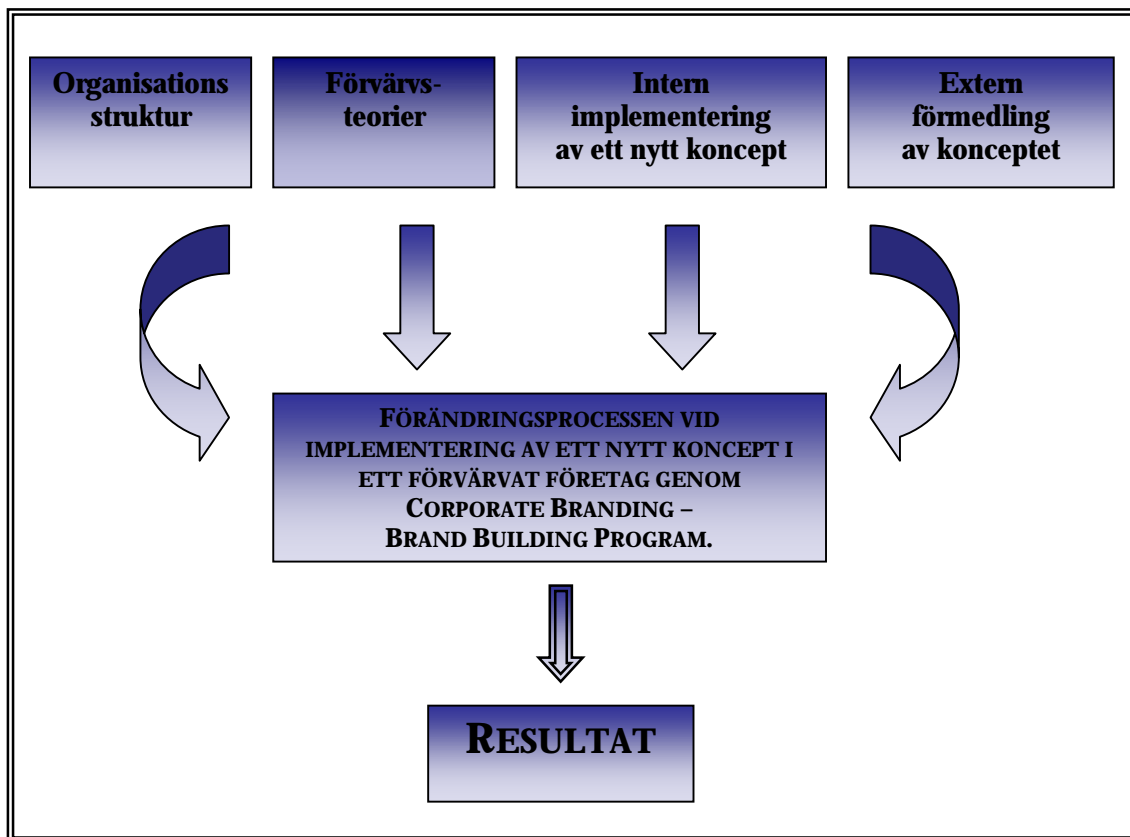 Organisations
struktur
Förvärvs-
teorier
Intern
implementering
av ett nytt koncept
Extern
förmedling
av konceptet
FÖRÄNDRINGSPROCESSEN VID
IMPLEMENTERING AV ETT NYTT KONCEPT I
ETT FÖRVÄRVAT FÖRETAG GENOM
CORPORATE BRANDING –
BRAND BUILDING PROGRAM.
RESULTAT